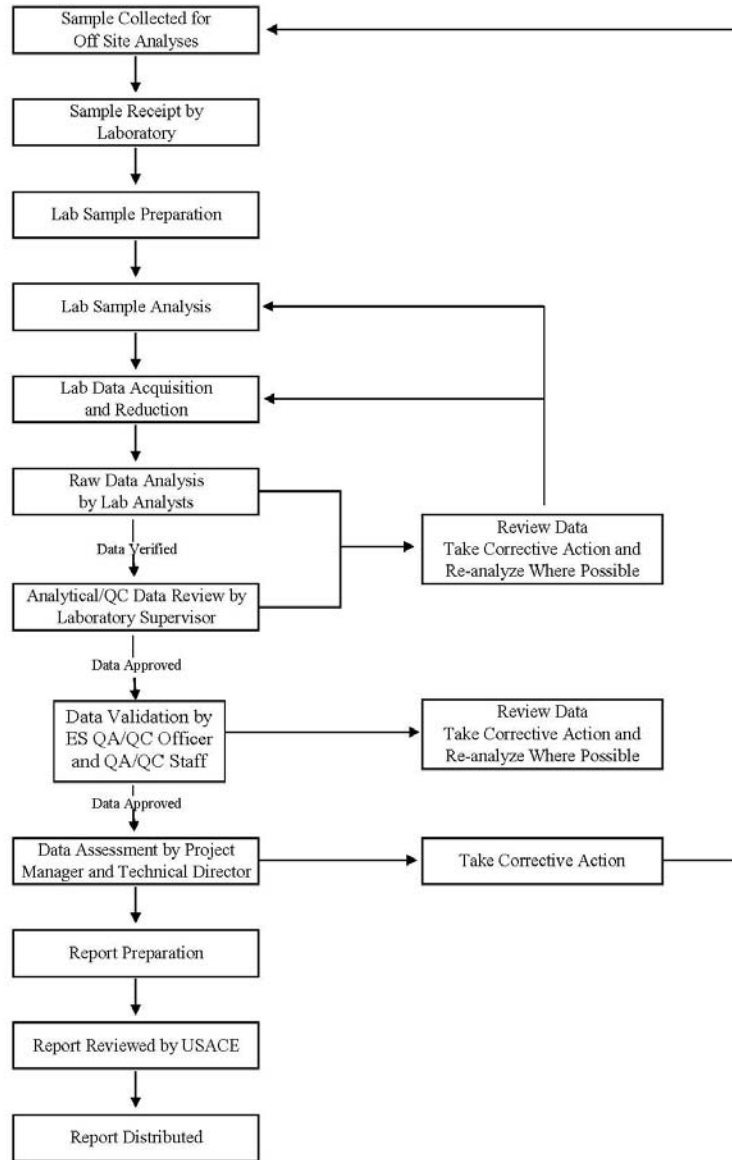 Sample Collected for
Off Site Analyses
Sample Receipt by
Laboratory
Lab Sample Preparation
Lab Sample Analysis
Lab Data Acquisition
and Reduction
Raw Data Analysis
by Lab Analysts
Review Data
Take Corrective Action and
Re-analyze Where Possible
Data Verified
Analytical/QC Data Review by
Laboratory Supervisor
Data Approved
Data Validation by
ES QA/QC Officer
and QA/QC Staff
Review Data
Take Corrective Action and
Re-analyze Where Possible
Data Approved
Data Assessment by Project
Manager and Technical Director
Take Corrective Action
Report Preparation
Report Reviewed by USACE
Report Distributed